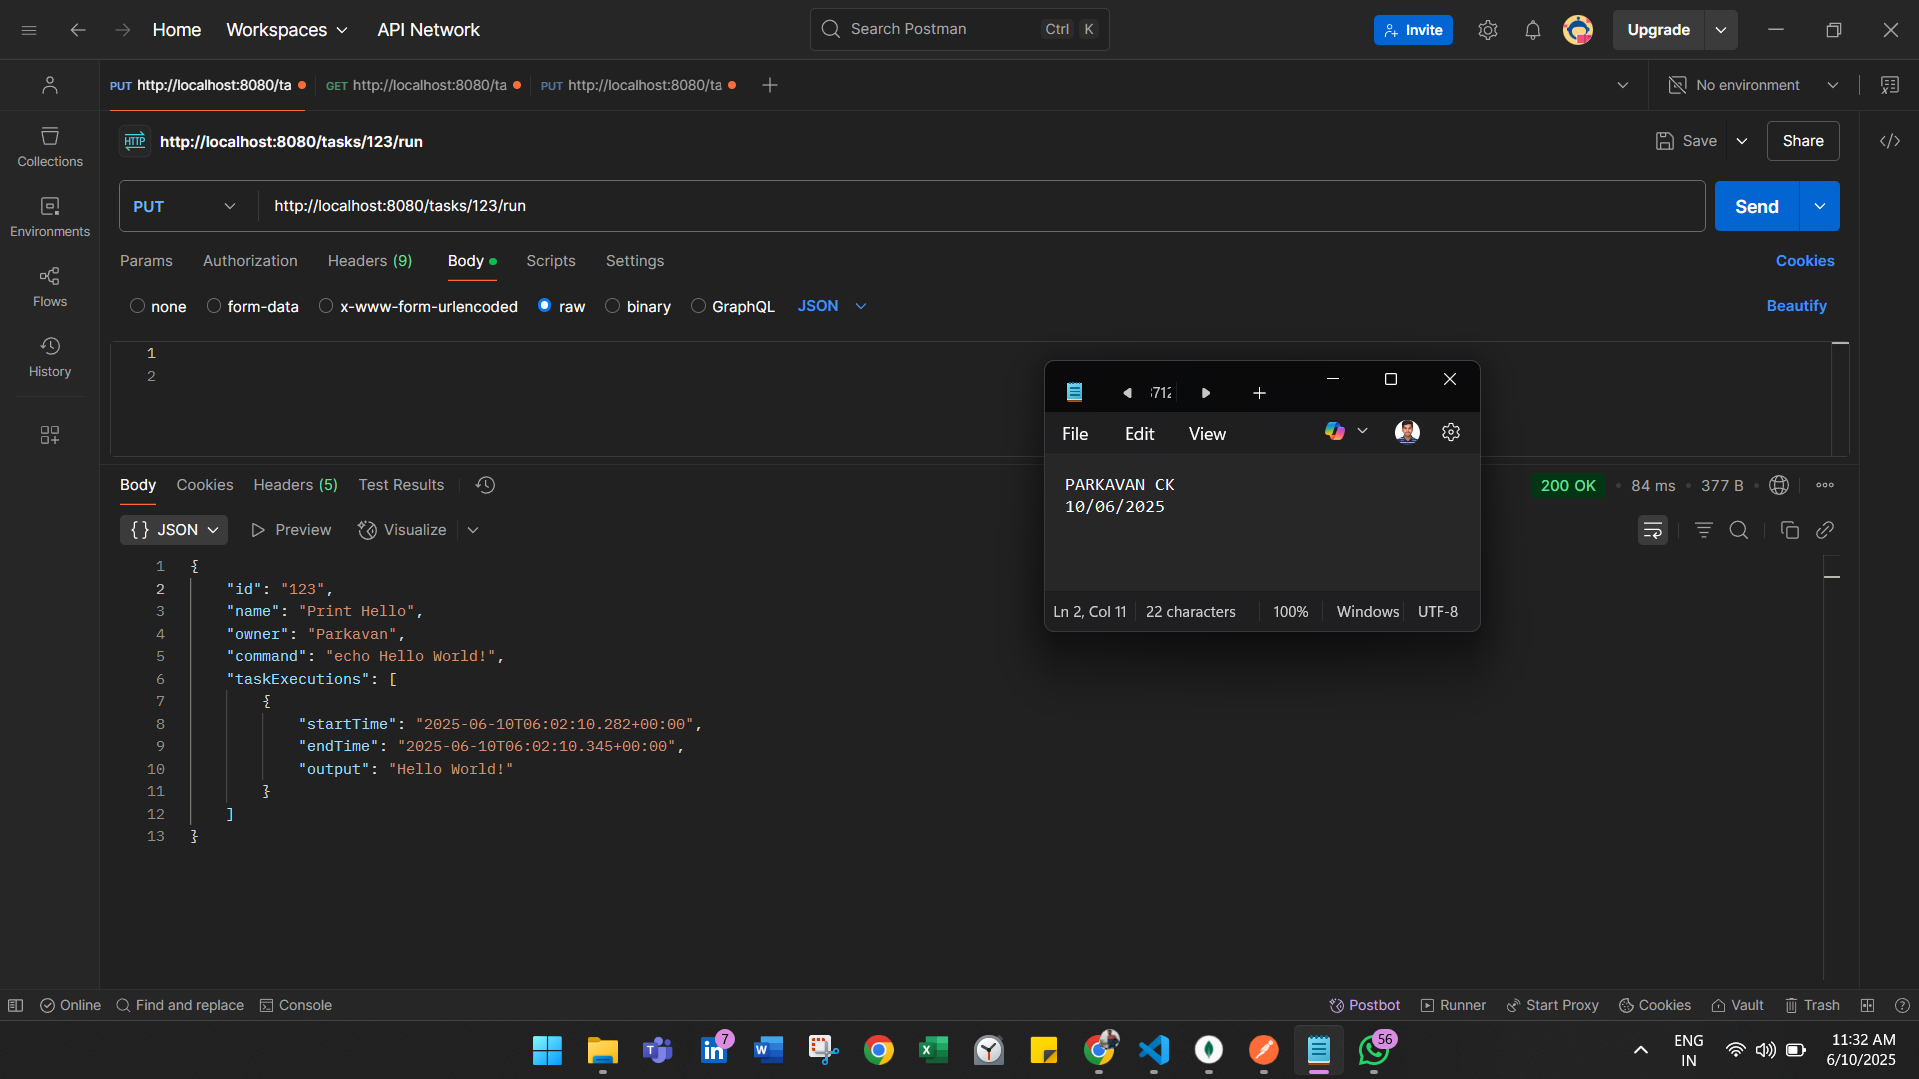 Home Workspaces API Network Search Postman Ctrl K Invite Upgrade
PUT http://localhost:8080/ta GET http://localhost:8080/ta PUT http://localhost:8080/ta No environment
HTTP http://localhost:8080/tasks/123/run Save Share
Collections
PUT http://localhost:8080/tasks/123/run Send
Environments
Params Authorization Headers (9) Body Scripts Settings Cookies
none form-data x-www-form-urlencoded raw binary GraphQL JSON Beautify
Flows
History
1
2
File Edit View
PARKAVAN CK
10/06/2025
Ln 2, Col 11 22 characters 100% Windows UTF-8
Body Cookies Headers (5) Test Results 200 OK 84 ms 377 B
{} JSON Preview Visualize
1 {
2 "id": "123",
3 "name": "Print Hello",
4 "owner": "Parkavan",
5 "command": "echo Hello World!",
6 "taskExecutions": [
7 {
8 "startTime": "2025-06-10T06:02:10.282+00:00",
9 "endTime": "2025-06-10T06:02:10.345+00:00",
10 "output": "Hello World!"
11 }
12 ]
13 }
Online Find and replace Console Postbot Runner Start Proxy Cookies Vault Trash
7 56
ENG
IN
11:32 AM
6/10/2025